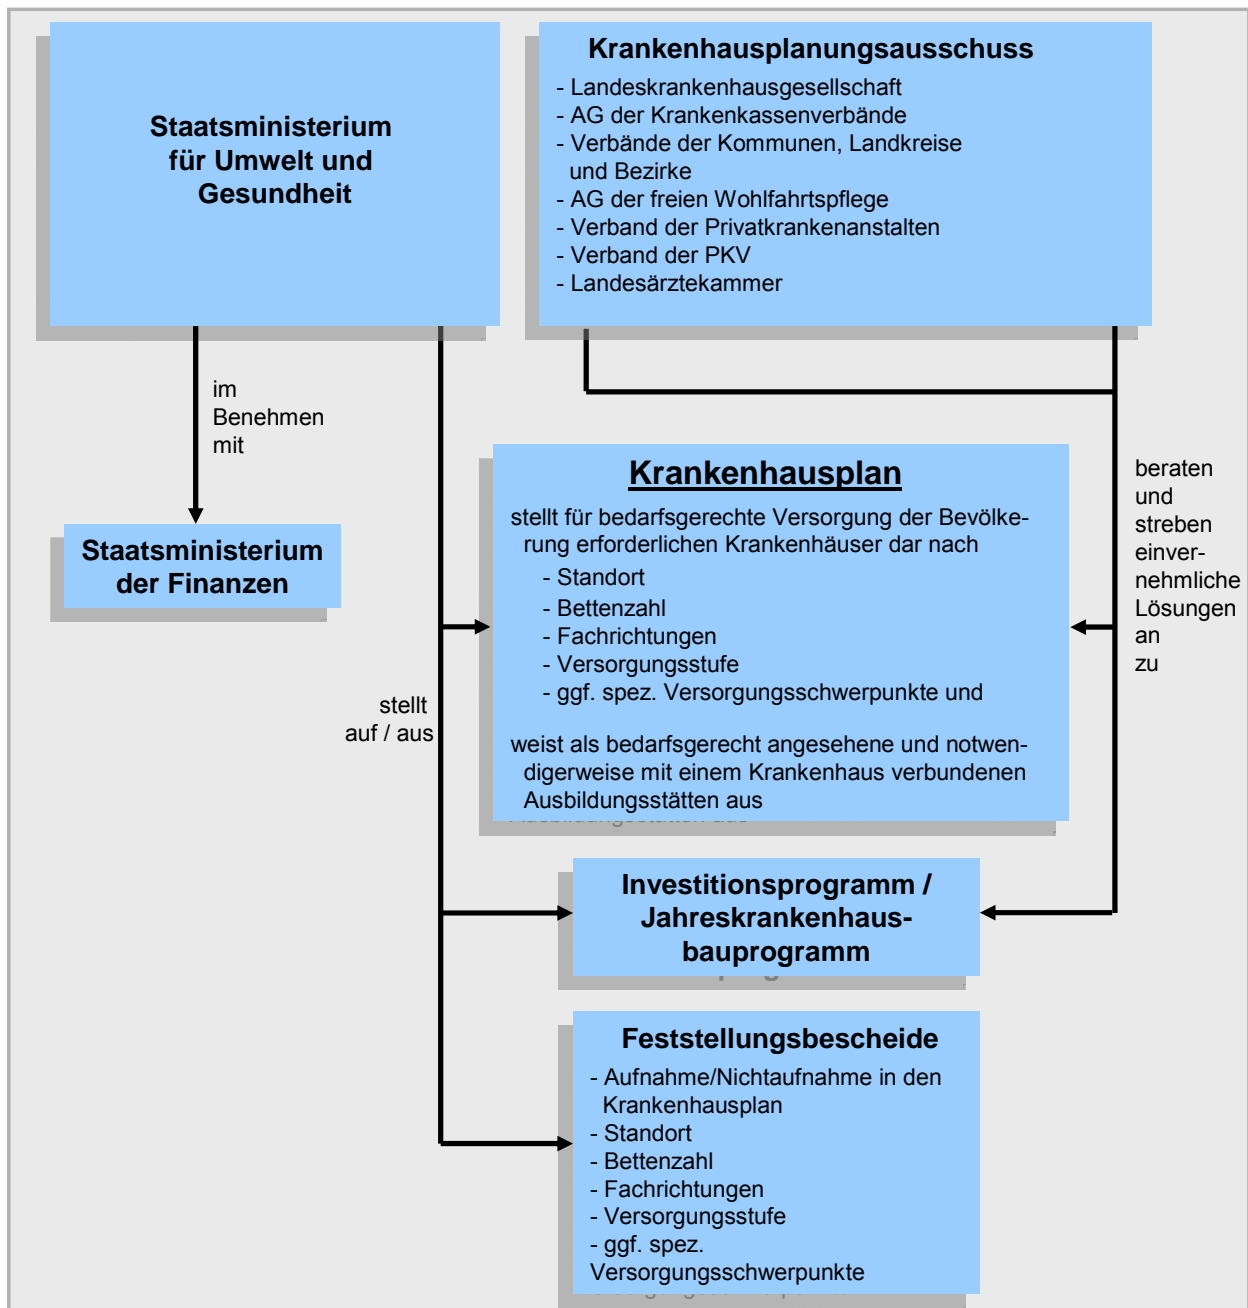 Staatsministerium
für Umwelt und
Gesundheit
Krankenhausplanungsausschuss
- Landeskrankenhausgesellschaft
- AG der Krankenkassenverbände
- Verbände der Kommunen, Landkreise
und Bezirke
- AG der freien Wohlfahrtspflege
- Verband der Privatkrankenanstalten
- Verband der PKV
- Landesärztekammer
im
Benehmen
mit
Staatsministerium
der Finanzen
stellt
auf / aus
Krankenhausplan
stellt für bedarfsgerechte Versorgung der Bevölke-
rung erforderlichen Krankenhäuser dar nach
- Standort
- Bettenzahl
- Fachrichtungen
- Versorgungsstufe
- ggf. spez. Versorgungsschwerpunkte und
weist als bedarfsgerecht angesehene und notwen-
digerweise mit einem Krankenhaus verbundenen
Ausbildungsstätten aus
beraten
und
streben
einver-
nehmliche
Lösungen
an
zu
Investitionsprogramm /
Jahreskrankenhaus-
bauprogramm
Feststellungsbescheide
- Aufnahme/Nichtaufnahme in den
Krankenhausplan
- Standort
- Bettenzahl
- Fachrichtungen
- Versorgungsstufe
- ggf. spez.
Versorgungsschwerpunkte